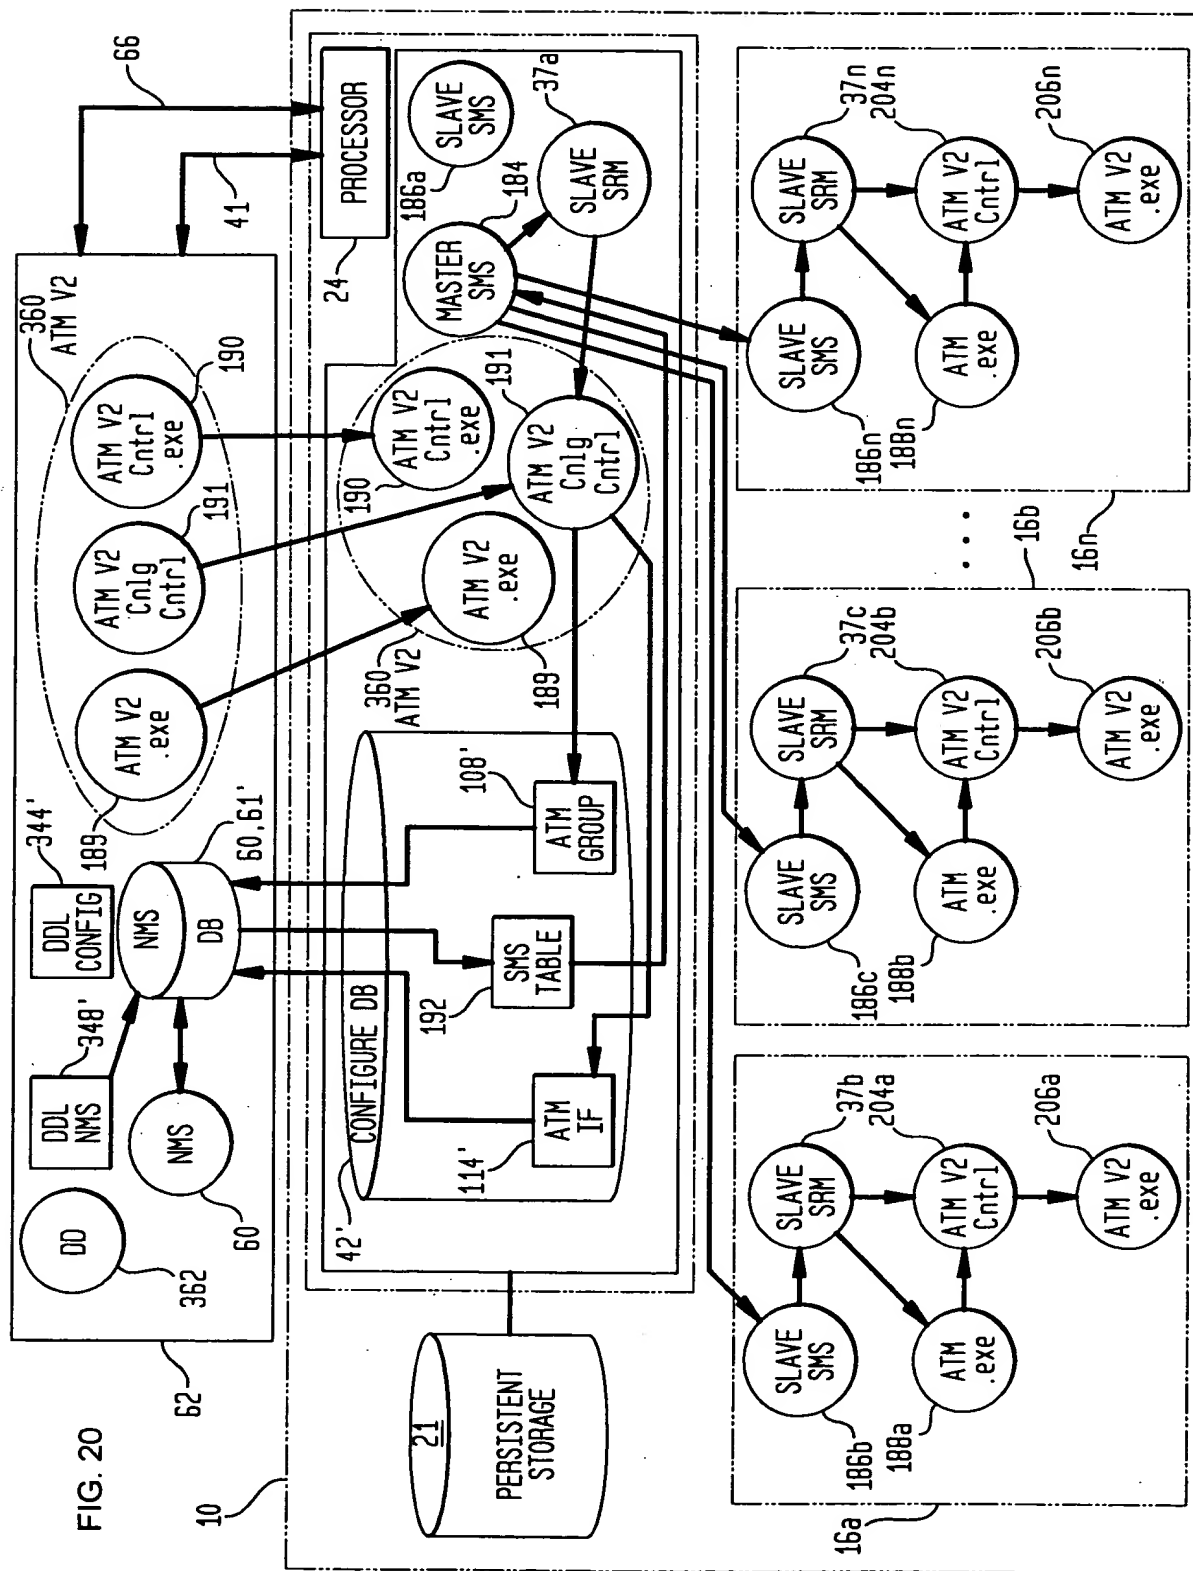 FIG. 20
62
DD
362
DDL
NMS
348'
NMS
60
DDL
CONFIG
344'
NMS
DB
60,61'
ATM V2
.exe
189
ATM V2
Cnlg
Cntrl
191
ATM V2
Cntrl
.exe
190
360
ATM V2
66
41
10
21
PERSISTENT
STORAGE
42'
CONFIGURE DB
ATM
IF
114'
SMS
TABLE
192
ATM
GROUP
108'
360
ATM V2
ATM V2
.exe
189
ATM V2
Cntrl
.exe
190
ATM V2
Cnlg
Cntrl
191
PROCESSOR
24
MASTER
SMS
184
SLAVE
SMS
186a
SLAVE
SRM
37a
16a
SLAVE
SMS
186b
SLAVE
SRM
37b
ATM
.exe
188a
ATM V2
Cntrl
204a
ATM V2
.exe
206a
16b
SLAVE
SMS
186c
SLAVE
SRM
37c
ATM
.exe
188b
ATM V2
Cntrl
204b
ATM V2
.exe
206b
16n
SLAVE
SMS
186n
SLAVE
SRM
37n
ATM
.exe
188n
ATM V2
Cntrl
204n
ATM V2
.exe
206n